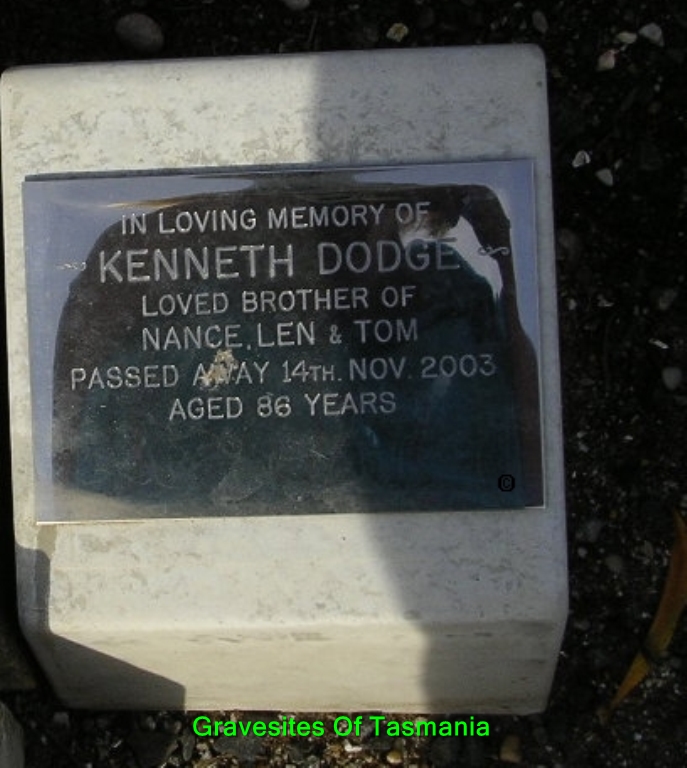 IN LOVING MEMORY OF
KENNETH DODGE
LOVED BROTHER OF
NANCE, LEN & TOM
PASSED AWAY 14TH. NOV. 2003
AGED 86 YEARS
©
Gravesites Of Tasmania